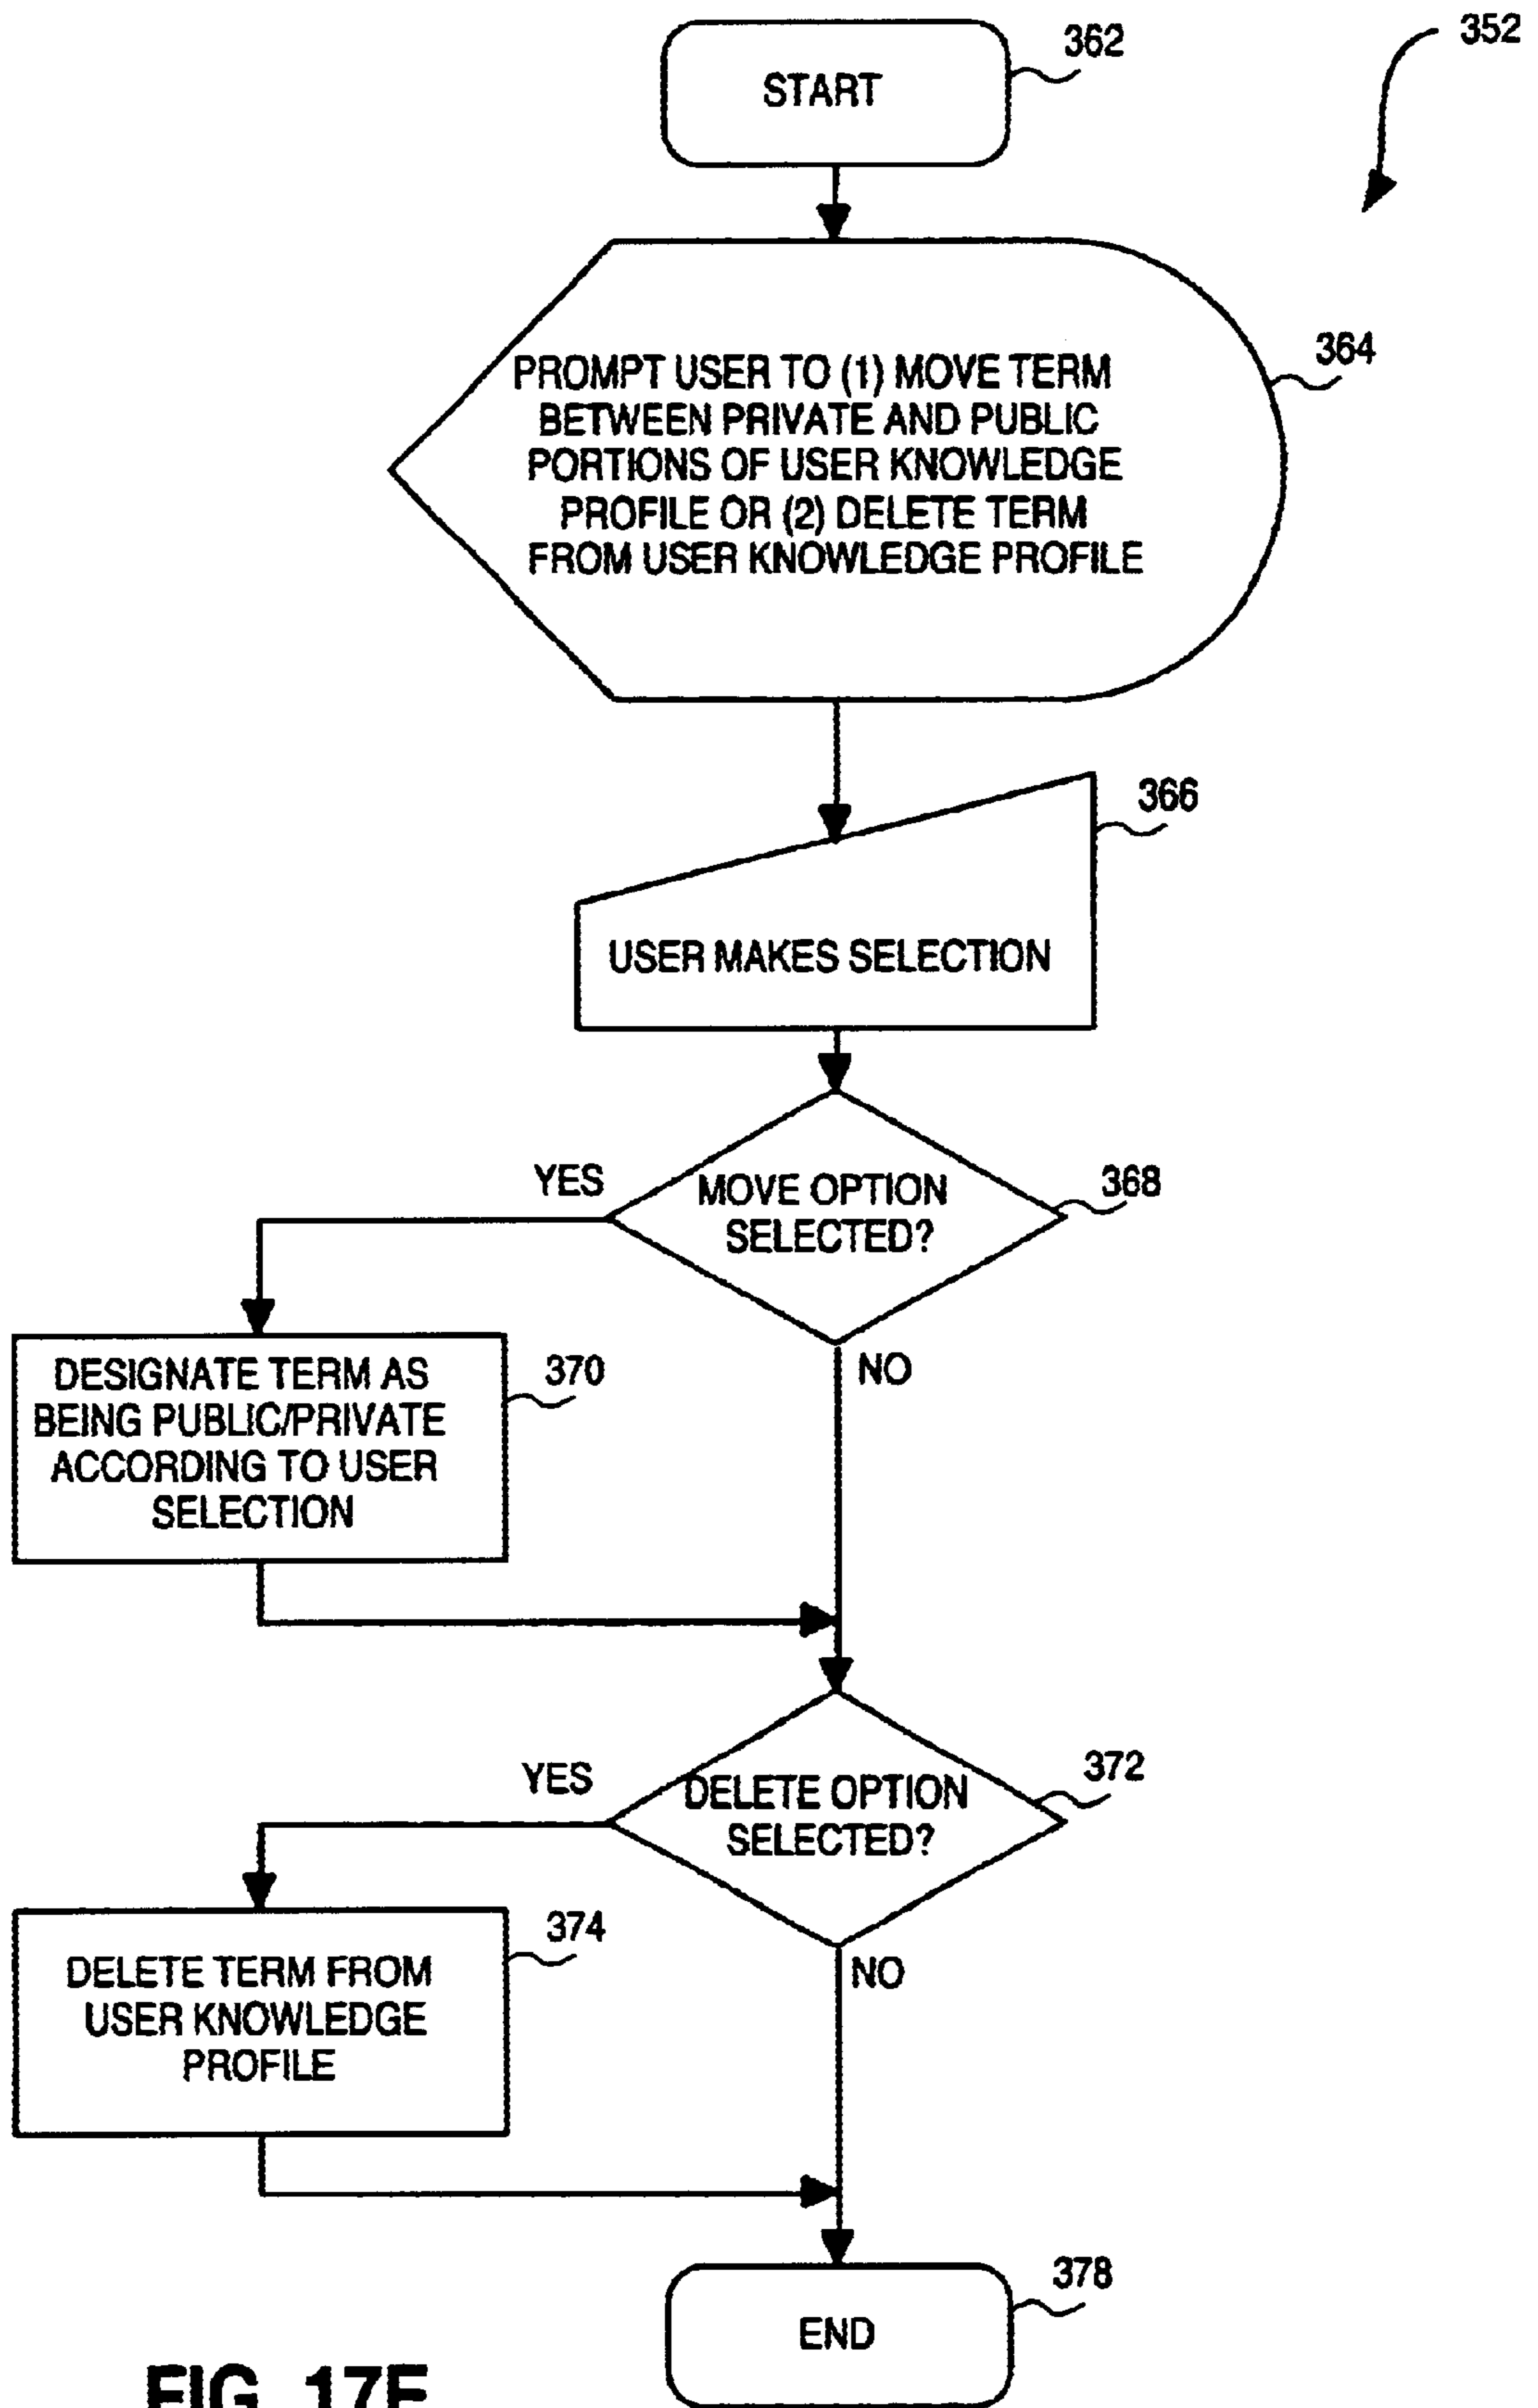 352
362
START
364
PROMPT USER TO (1) MOVE TERM
BETWEEN PRIVATE AND PUBLIC
PORTIONS OF USER KNOWLEDGE
PROFILE OR (2) DELETE TERM
FROM USER KNOWLEDGE PROFILE
366
USER MAKES SELECTION
YES
MOVE OPTION
SELECTED?
368
NO
370
DESIGNATE TERM AS
BEING PUBLIC/PRIVATE
ACCORDING TO USER
SELECTION
YES
DELETE OPTION
SELECTED?
372
NO
374
DELETE TERM FROM
USER KNOWLEDGE
PROFILE
378
END
FIG. 17E